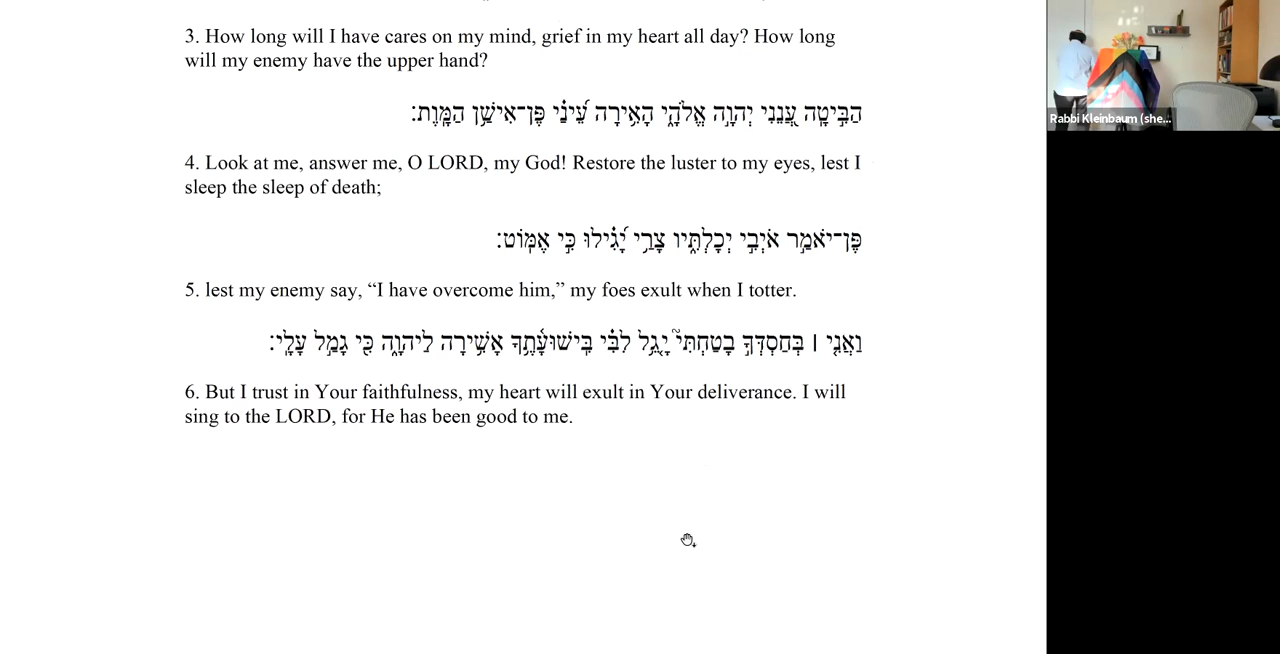 3. How long will I have cares on my mind, grief in my heart all day? How long
will my enemy have the upper hand?
הַבִּ֣יטָֽה עֲ֭נֵנִי יְהוָ֣ה אֱלֹהָ֑י הָאִ֥ירָה עֵ֝ינַ֗י פֶּן־אִישַׁ֥ן הַמָּֽוֶת׃
4. Look at me, answer me, O LORD, my God! Restore the luster to my eyes, lest I
sleep the sleep of death;
פֶּן־יֹאמַ֣ר אֹיְבִ֣י יְכָלְתִּ֑יו צָרַ֥י יָ֝גִ֗ילוּ כִּ֣י אֶמּֽוֹט׃
5. lest my enemy say, “I have overcome him,” my foes exult when I totter.
וַאֲנִ֤י ׀ בְּחַסְדְּךָ֣ בָטַחְתִּי֮ יָ֤גֵ֥ל לִבִּ֗י בִּֽישׁוּעָ֫תֶ֥ךָ אָשִׁ֥ירָה לַיהוָ֑ה כִּ֖י גָמַ֣ל עָלָֽי׃
6. But I trust in Your faithfulness, my heart will exult in Your deliverance. I will
sing to the LORD, for He has been good to me.
Rabbi Kleinbaum (she...